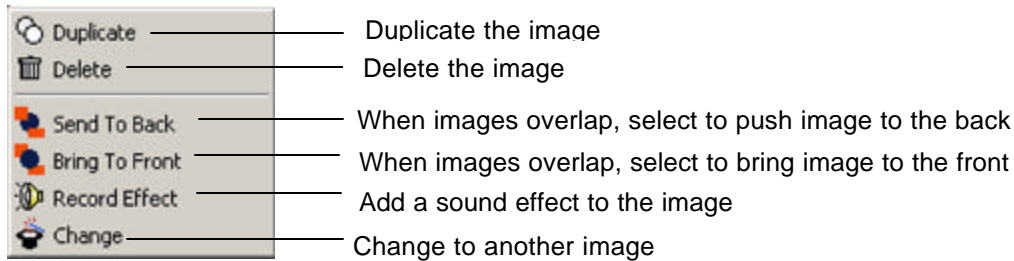 Duplicate Duplicate the image
Delete Delete the image
Send To Back When images overlap, select to push image to the back
Bring To Front When images overlap, select to bring image to the front
Record Effect Add a sound effect to the image
Change Change to another image